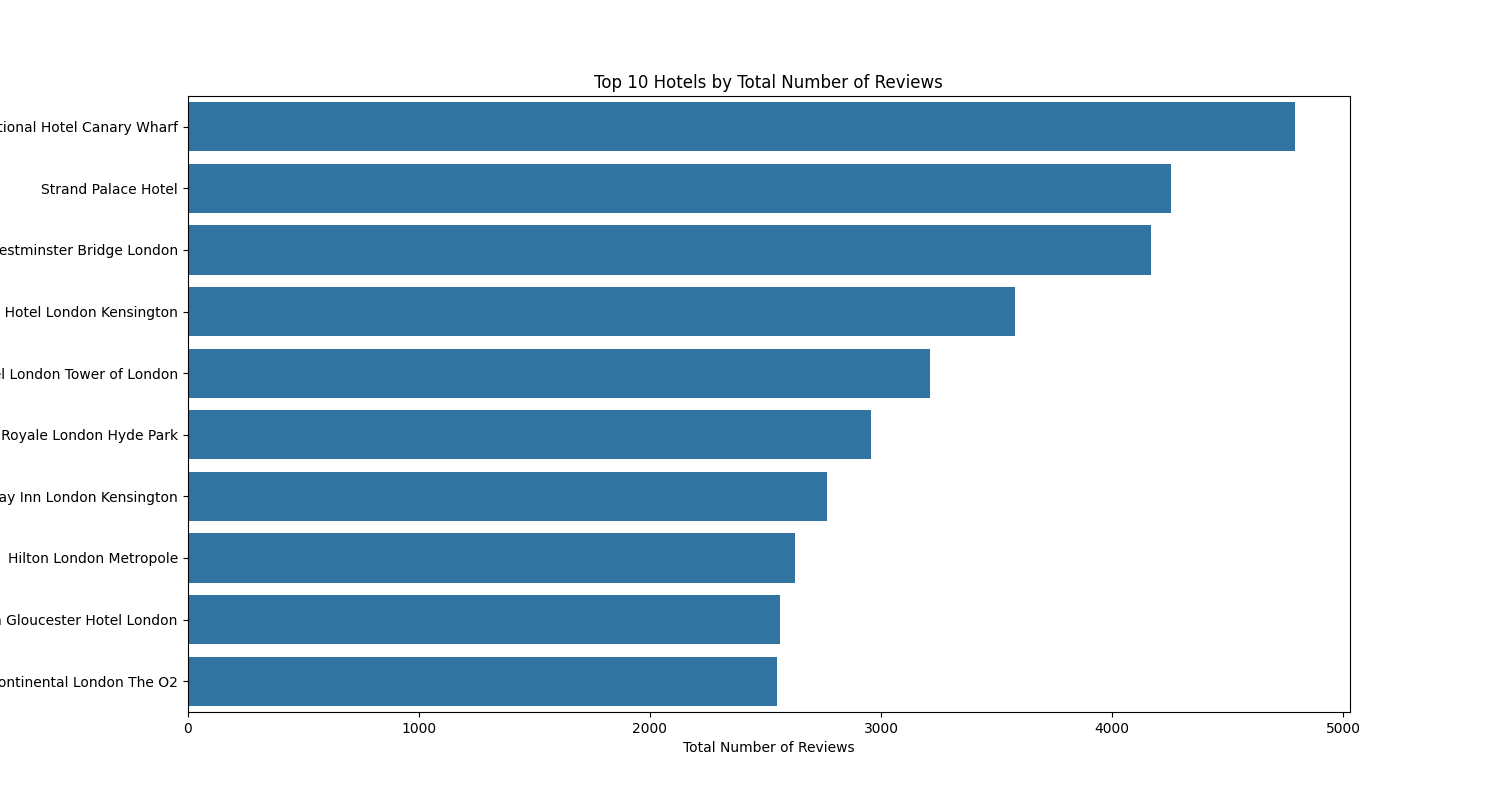 Top 10 Hotels by Total Number of Reviews
tional Hotel Canary Wharf
Strand Palace Hotel
estminster Bridge London
Hotel London Kensington
l London Tower of London
Royale London Hyde Park
ay Inn London Kensington
Hilton London Metropole
Gloucester Hotel London
ontinental London The O2
0 1000 2000 3000 4000 5000
Total Number of Reviews